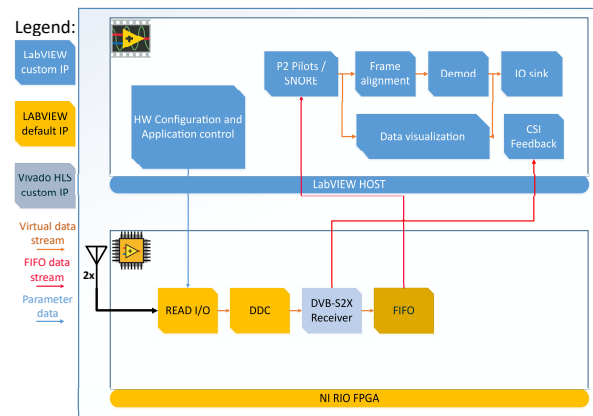 Legend:
LabVIEW
custom IP
LABVIEW
default IP
Vivado HLS
custom IP
Virtual data
stream
FIFO data
stream
Parameter
data
P2 Pilots /
SNORE
Frame
alignment
Demod
IQ sink
HW Configuration and
Application control
Data visualization
CSI
Feedback
LabVIEW HOST
2x
READ I/O
DDC
DVB-S2X
Receiver
FIFO
NI RIO FPGA